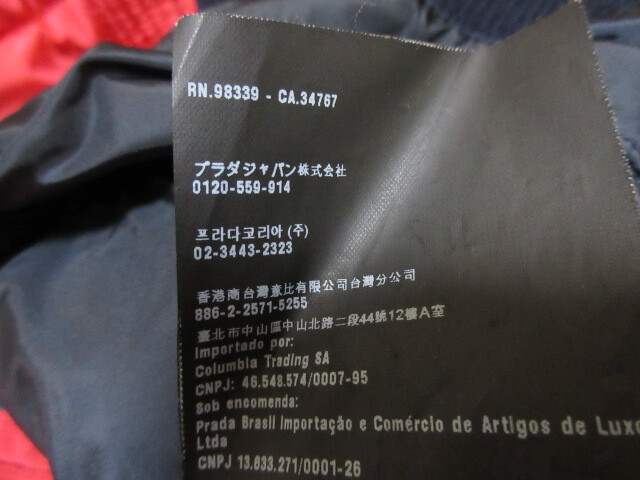 RN.98339 - CA.34767
プラダジャパン株式会社
0120-559-914
프라다코리아 (주)
02-3443-2323
香港商台灣意比有限公司台灣分公司
886-2-2571-5255
臺北市中山區中山北路二段44號12樓A室
Importado por:
Columbia Trading SA
CNPJ: 46.548.574/0007-95
Sob encomenda:
Prada Brasil Importação e Comércio de Artigos de Luxo
Ltda
CNPJ 13.633.271/0001-26